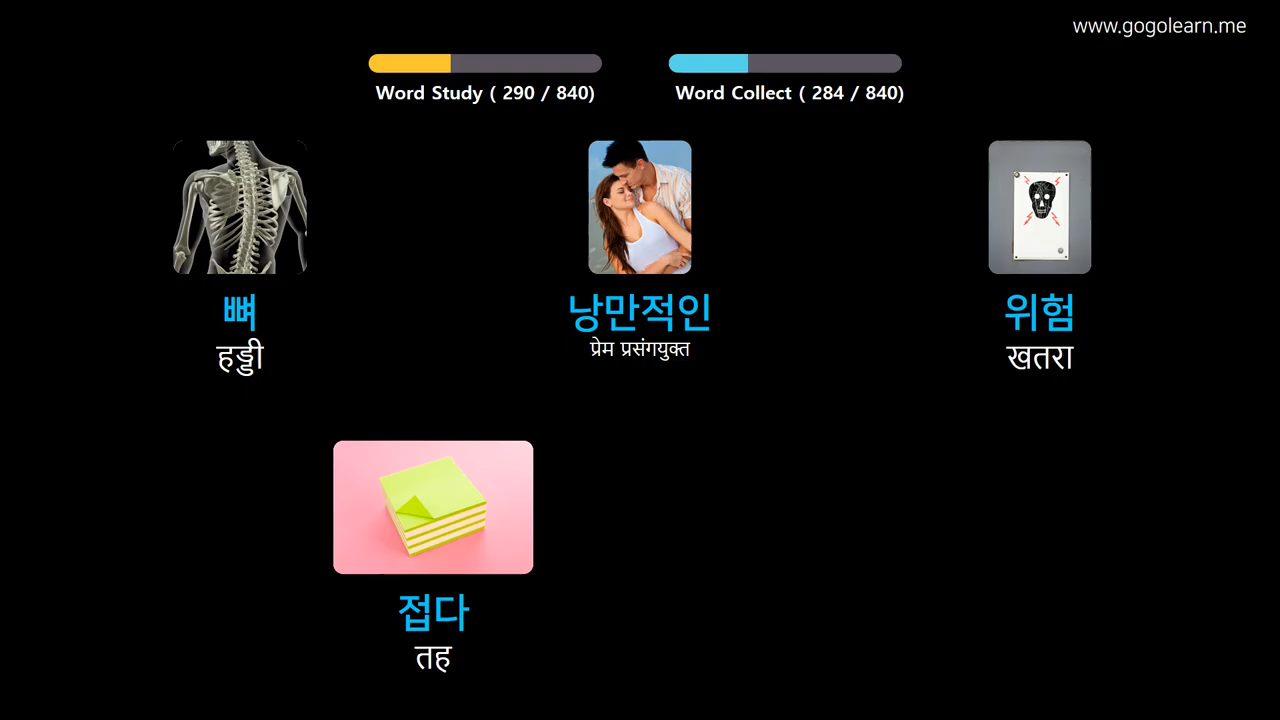 www.gogolearn.me
Word Study ( 290 / 840)
Word Collect ( 284 / 840)
뼈
हड्डी
낭만적인
प्रेम प्रसंगयुक्त
위험
खतरा
접다
तह